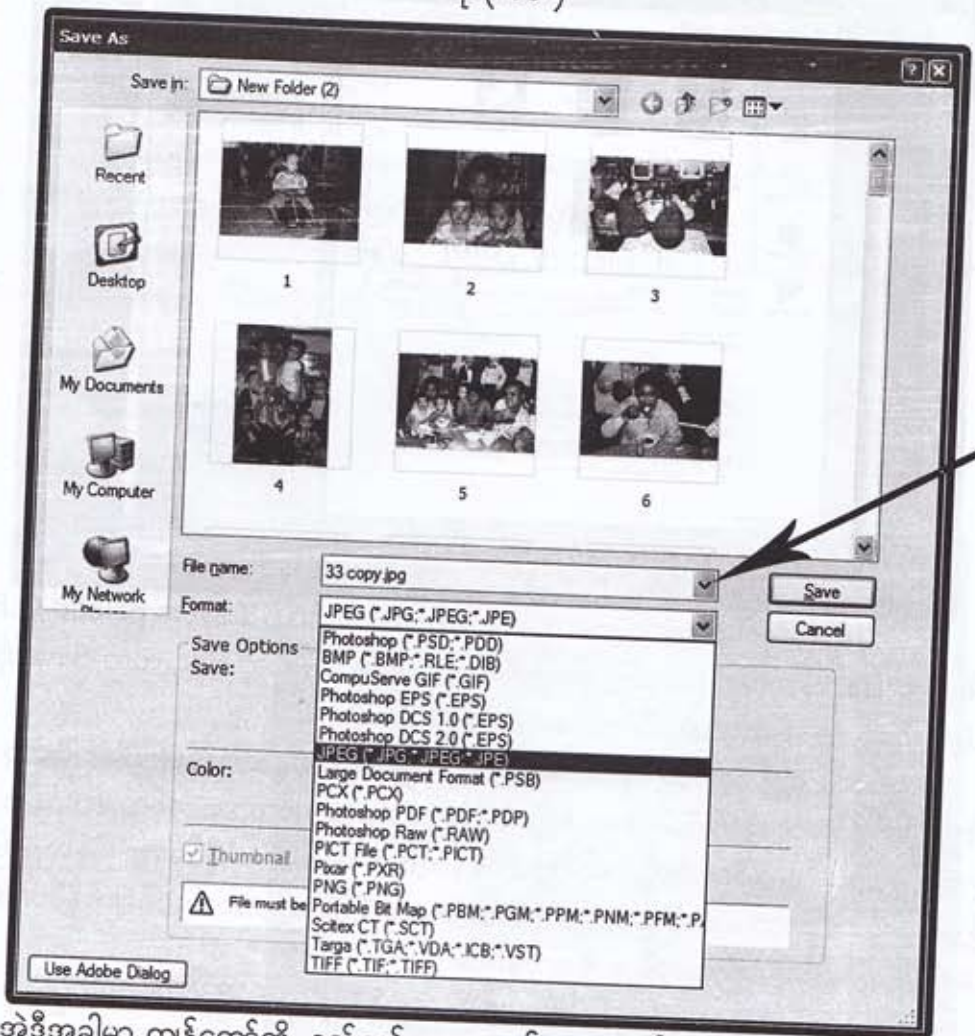 Save As
Save in: New Folder (2)
Recent
Desktop
My Documents
My Computer
My Network
1
2
3
4
5
6
File name: 33 copy.jpg
Save
Format: JPEG (*.JPG;*.JPEG;*.JPE)
Cancel
Photoshop (*.PSD;*.PDD)
BMP (*.BMP;*.RLE;*.DIB)
CompuServe GIF (*.GIF)
Photoshop EPS (*.EPS)
Photoshop DCS 1.0 (*.EPS)
Photoshop DCS 2.0 (*.EPS)
JPEG (*.JPG;*.JPEG;*.JPE)
Large Document Format (*.PSB)
PCX (*.PCX)
Photoshop PDF (*.PDF;*.PDP)
Photoshop Raw (*.RAW)
PICT File (*.PCT;*.PICT)
Pixar (*.PXR)
PNG (*.PNG)
Portable Bit Map (*.PBM;*.PGM;*.PPM;*.PNM;*.PFM;*.P
Scitex CT (*.SCT)
Targa (*.TGA;*.VDA;*.ICB;*.VST)
TIFF (*.TIF;*.TIFF)
Save Options
Save:
Color:
Thumbnail
File must be
Use Adobe Dialog
အဲဒီအခါမှာ